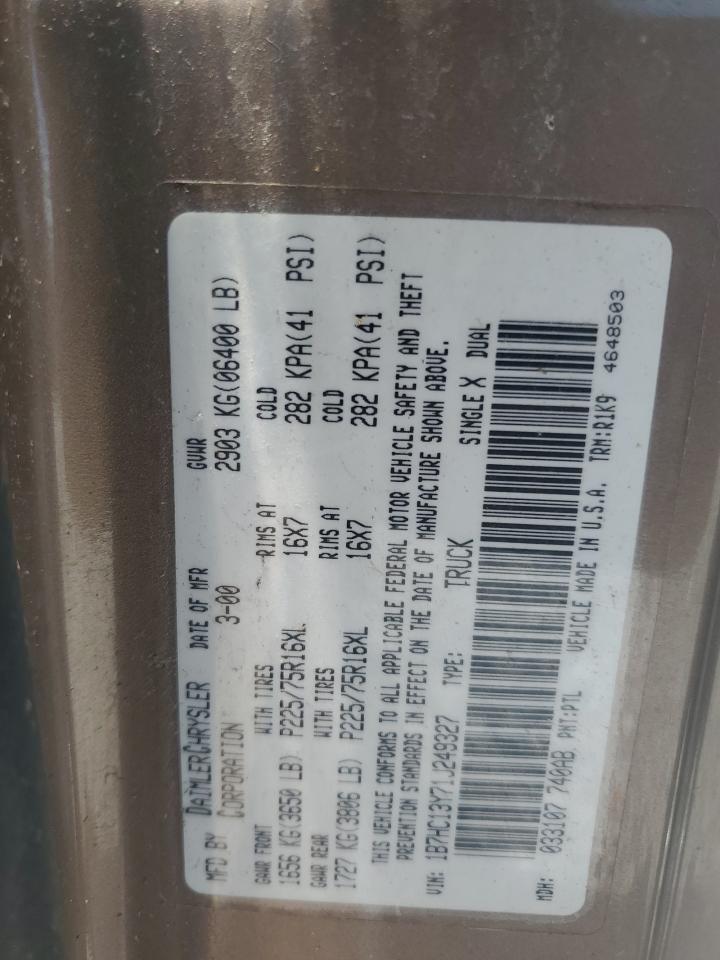 MFD BY DAIMLERCHRYSLER CORPORATION DATE OF MFR 3-00 GVWR 2903 KG(06400 LB)
GAWR FRONT WITH TIRES RIMS AT COLD
1656 KG(3650 LB) P225/75R16XL 16X7 282 KPA(41 PSI)
GAWR REAR WITH TIRES RIMS AT COLD
1727 KG(3806 LB) P225/75R16XL 16X7 282 KPA(41 PSI)
THIS VEHICLE CONFORMS TO ALL APPLICABLE FEDERAL MOTOR VEHICLE SAFETY AND THEFT
PREVENTION STANDARDS IN EFFECT ON THE DATE OF MANUFACTURE SHOWN ABOVE.
VIN: 1B7HC13Y71J249327 TYPE: TRUCK SINGLE X DUAL
MDH: 033107 740AB PNT:PTL VEHICLE MADE IN U.S.A. TRM:R1K9 4648503